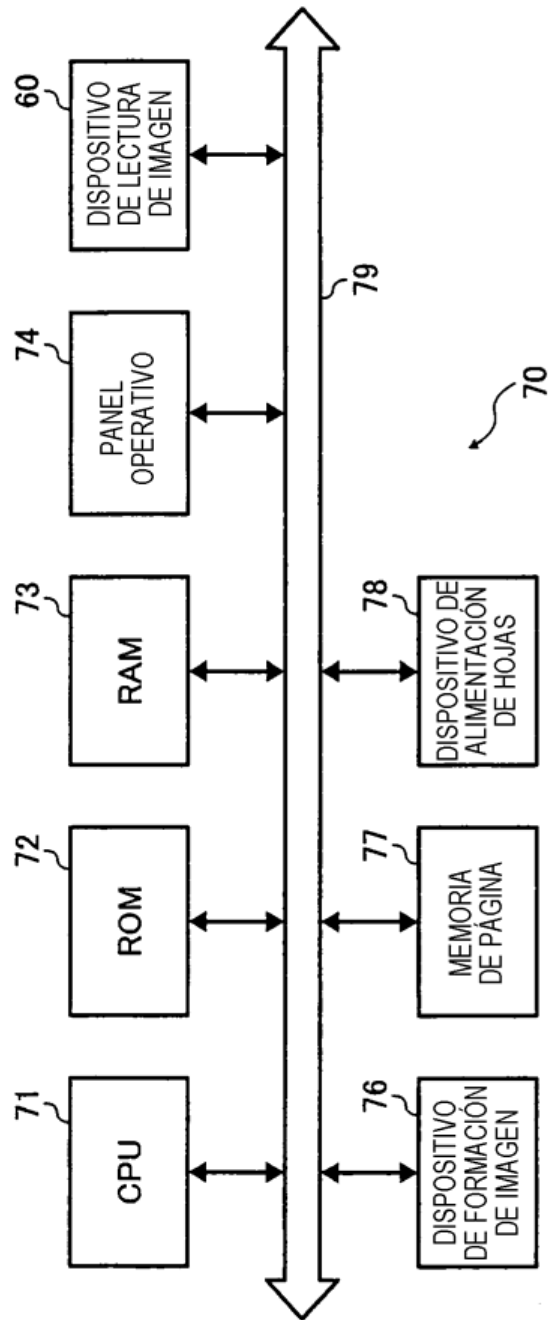 71
CPU
72
ROM
73
RAM
74
PANEL
OPERATIVO
60
DISPOSITIVO
DE LECTURA
DE IMAGEN
79
76
DISPOSITIVO
DE FORMACIÓN
DE IMAGEN
77
MEMORIA
DE PÁGINA
78
DISPOSITIVO DE
ALIMENTACIÓN
DE HOJAS
70